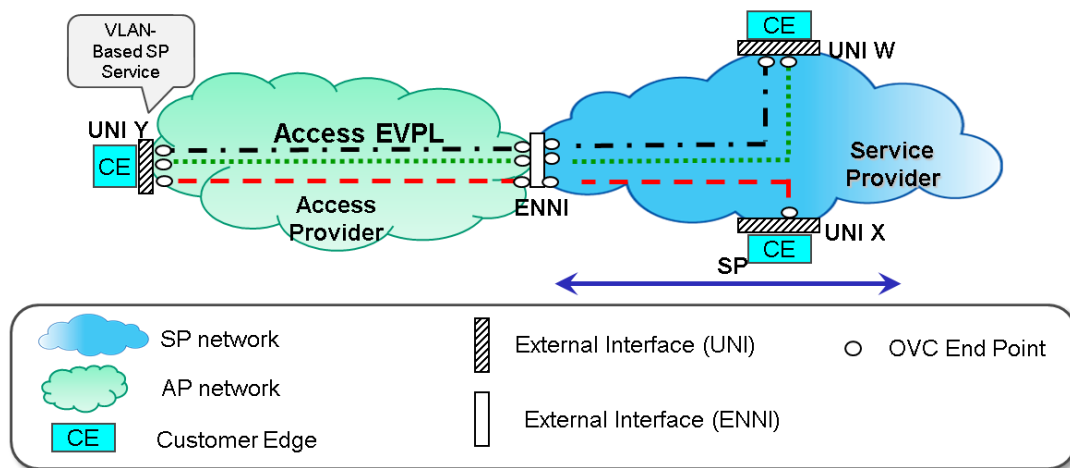 VLAN-
Based SP
Service
CE
UNI W
UNI Y
Access EVPL
CE
Service
Provider
Access
Provider
ENNI
UNI X
SP
CE
SP network
External Interface (UNI)
OVC End Point
AP network
External Interface (ENNI)
CE
Customer Edge